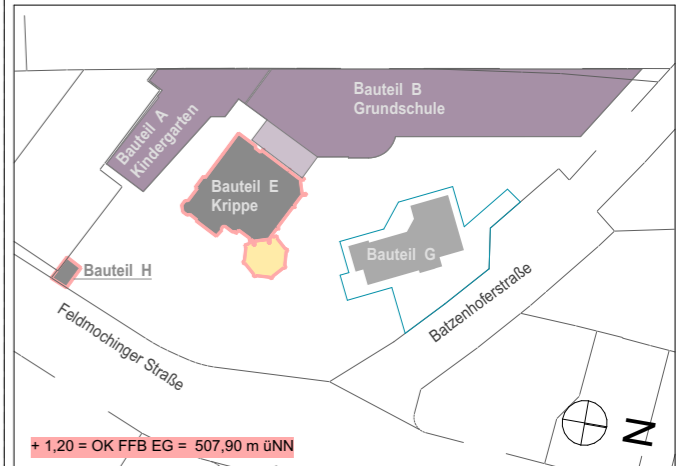 Bauteil B
Grundschule
Bauteil A
Kindergarten
Bauteil E
Krippe
Bauteil G
Bauteil H
Feldmochinger Straße
Batzenhoferstraße
N
+ 1,20 = OK FFB EG = 507,90 m üNN